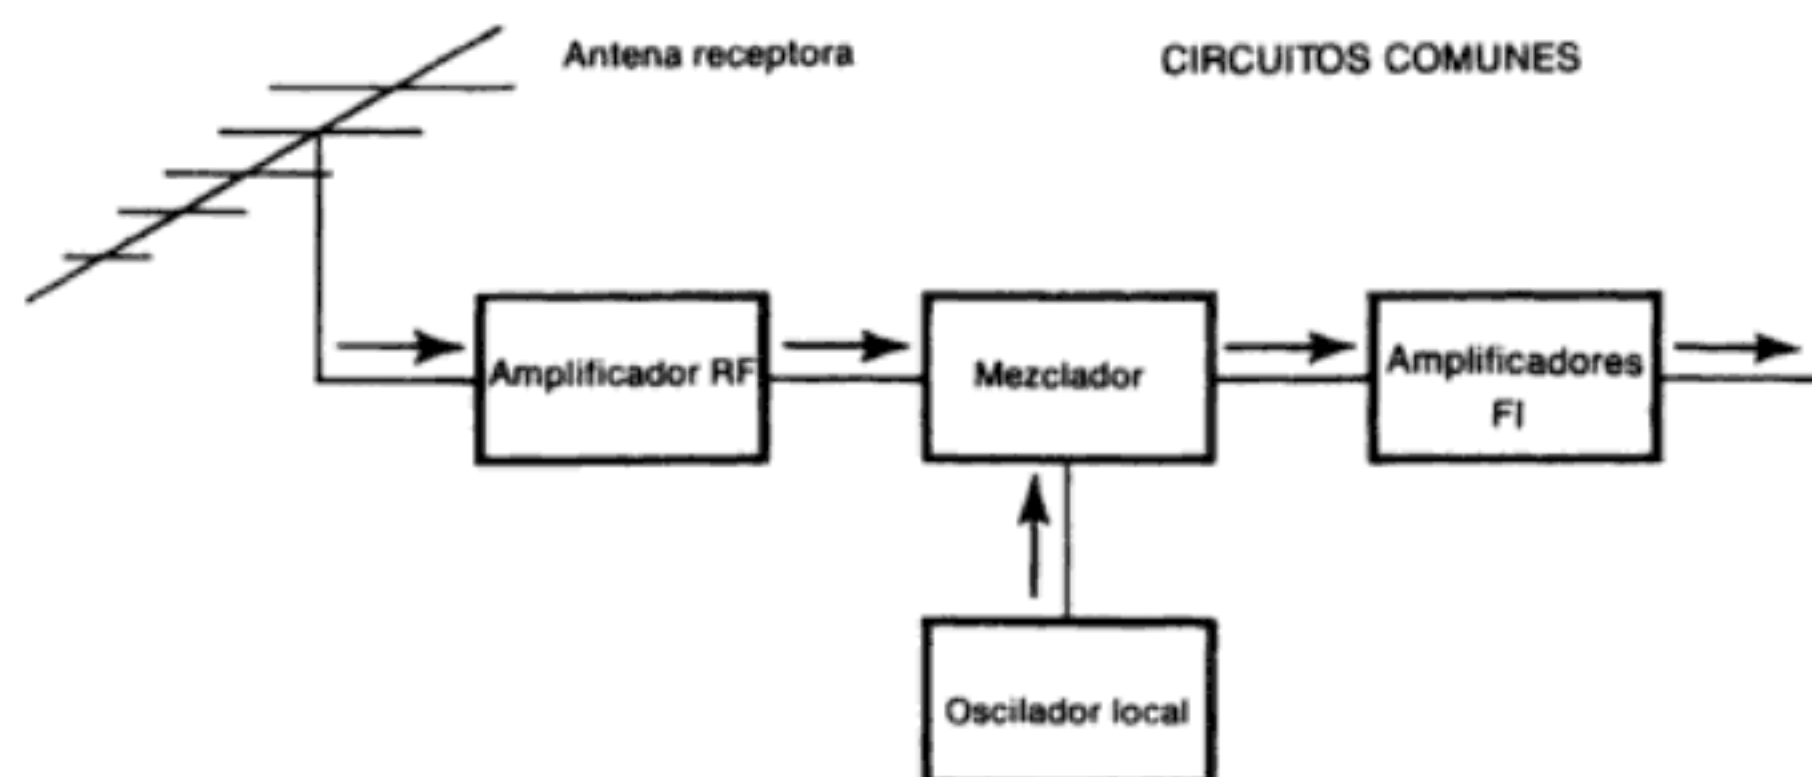 Antena receptora
CIRCUITOS COMUNES
Amplificador RF
Mezclador
Amplificadores
FI
Oscilador local